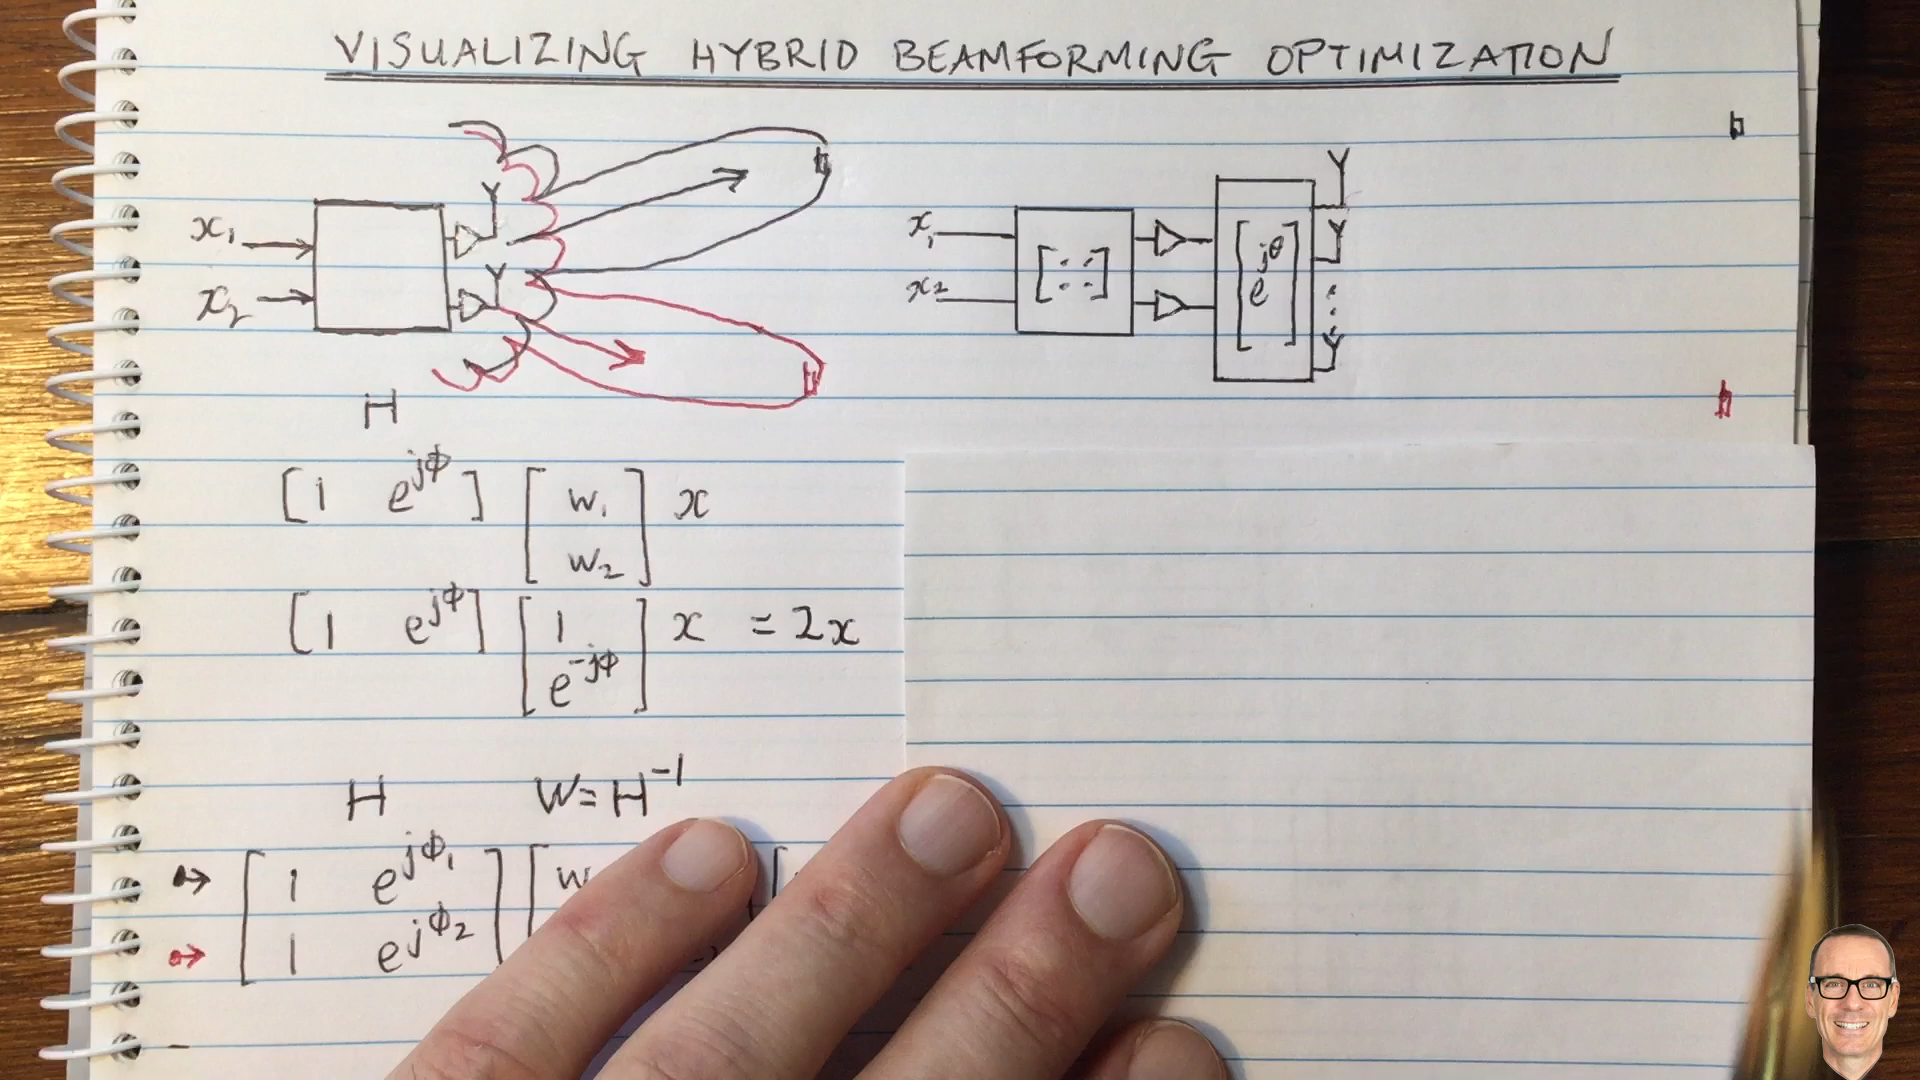 VISUALIZING HYBRID BEAMFORMING OPTIMIZATION
x₁
x₂
x₁
x₂
[∷]
[e^jθ]
H
[1 e^jφ] [w₁ w₂] x
[1 e^jφ] [1 e^-jφ] x = 2x
H W=H⁻¹
[1 e^jφ₁] [w
[1 e^jφ₂]